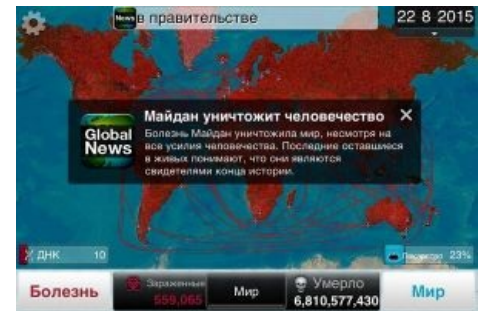 News в правительстве
22 8 2015
Майдан уничтожит человечество
Global News
Болезнь Майдан уничтожила мир, несмотря на
все усилия человечества. Последние оставшиеся
в живых понимают, что они являются
свидетелями конца истории.
ДНК 10
23%
Болезнь
Зараженные
559,065
Мир
Умерло
6,810,577,430
Мир